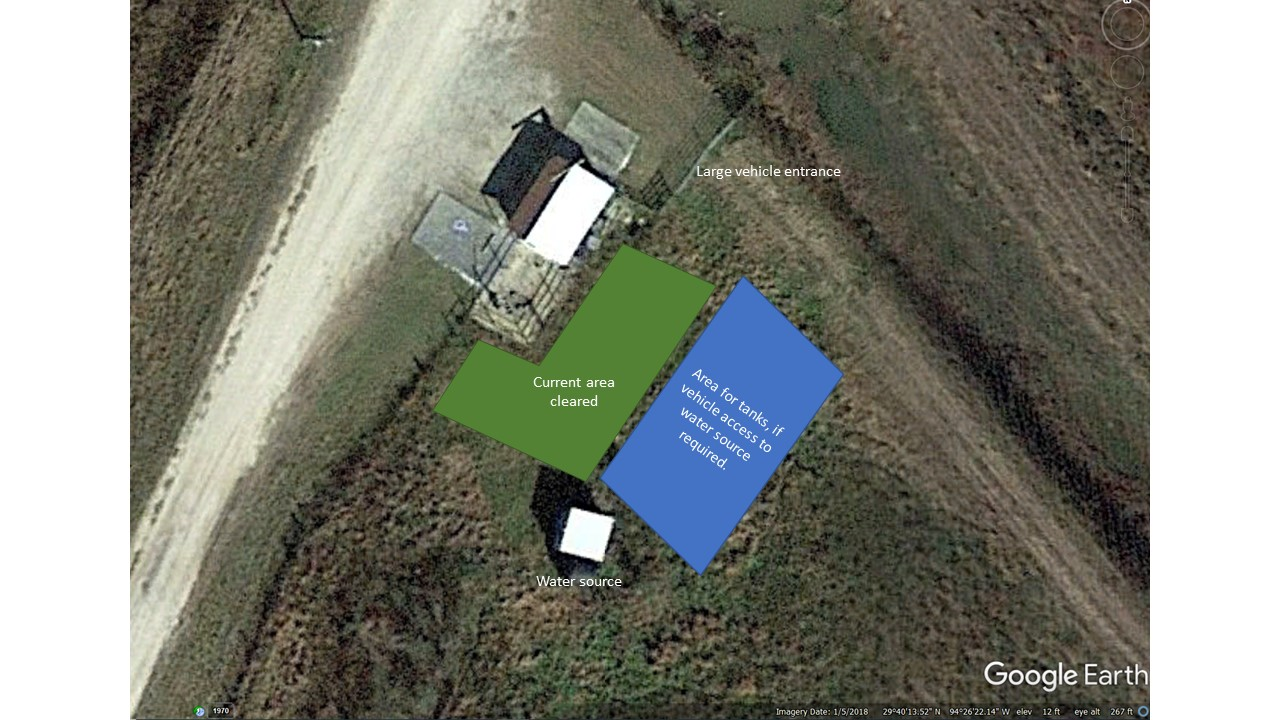 Large vehicle entrance
Current area
cleared
Area for tanks, if
vehicle access to
water source
required.
Water source
Google Earth
1970
Imagery Date: 1/5/2018 29°40'13.52" N 94°26'22.14" W elev 12 ft eye alt 267 ft